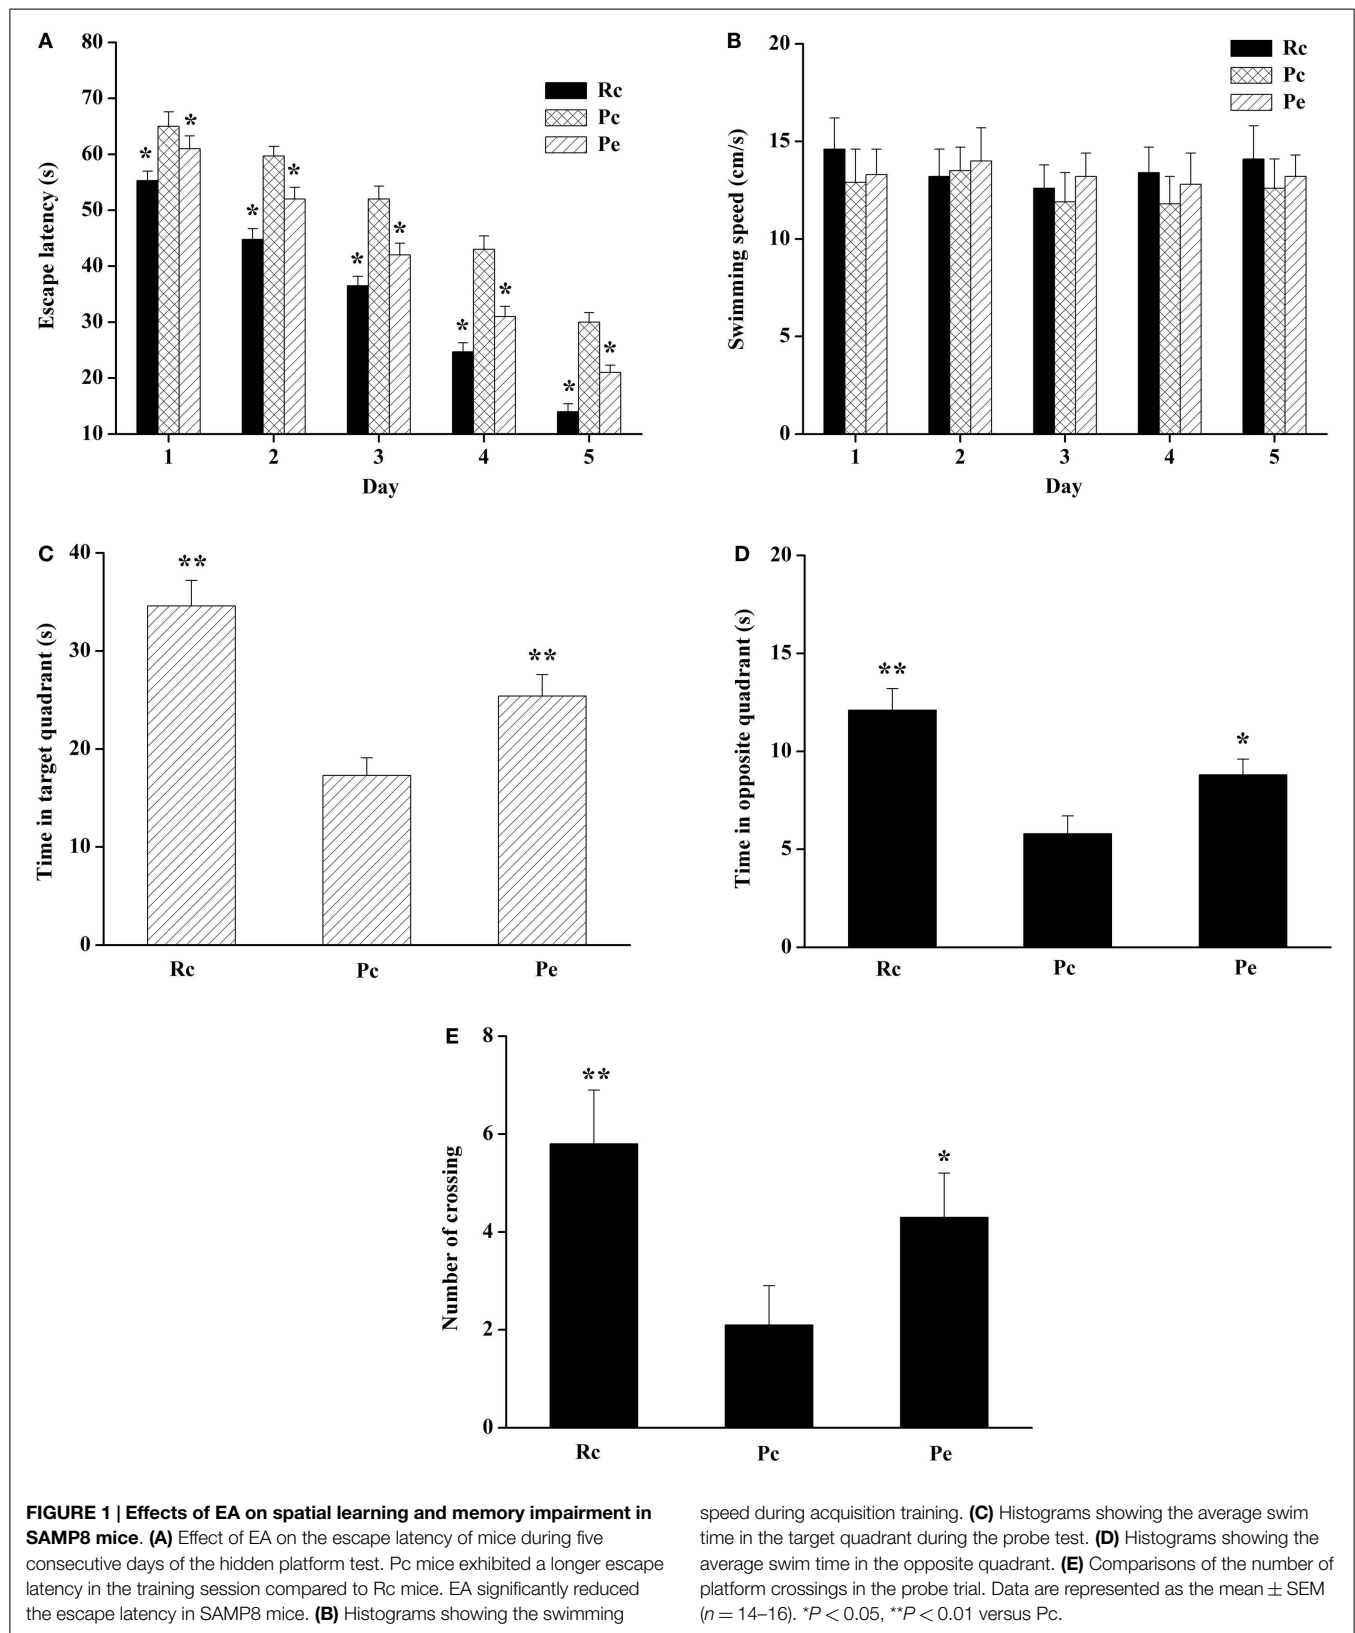 A
80
70
60
50
40
30
20
10
Escape latency (s)
Rc
Pc
Pe
* *
* *
* *
* *
* *
1 2 3 4 5
Day
B
20
15
10
5
0
Swimming speed (cm/s)
Rc
Pc
Pe
1 2 3 4 5
Day
C
40
30
20
10
0
Time in target quadrant (s)
** **
Rc Pc Pe
D
20
15
10
5
0
Time in opposite quadrant (s)
** *
Rc Pc Pe
E
8
6
4
2
0
Number of crossing
** *
Rc Pc Pe
FIGURE 1 | Effects of EA on spatial learning and memory impairment in
SAMP8 mice. (A) Effect of EA on the escape latency of mice during five
consecutive days of the hidden platform test. Pc mice exhibited a longer escape
latency in the training session compared to Rc mice. EA significantly reduced
the escape latency in SAMP8 mice. (B) Histograms showing the swimming
speed during acquisition training. (C) Histograms showing the average swim
time in the target quadrant during the probe test. (D) Histograms showing the
average swim time in the opposite quadrant. (E) Comparisons of the number of
platform crossings in the probe trial. Data are represented as the mean ± SEM
(n = 14–16). *P < 0.05, **P < 0.01 versus Pc.